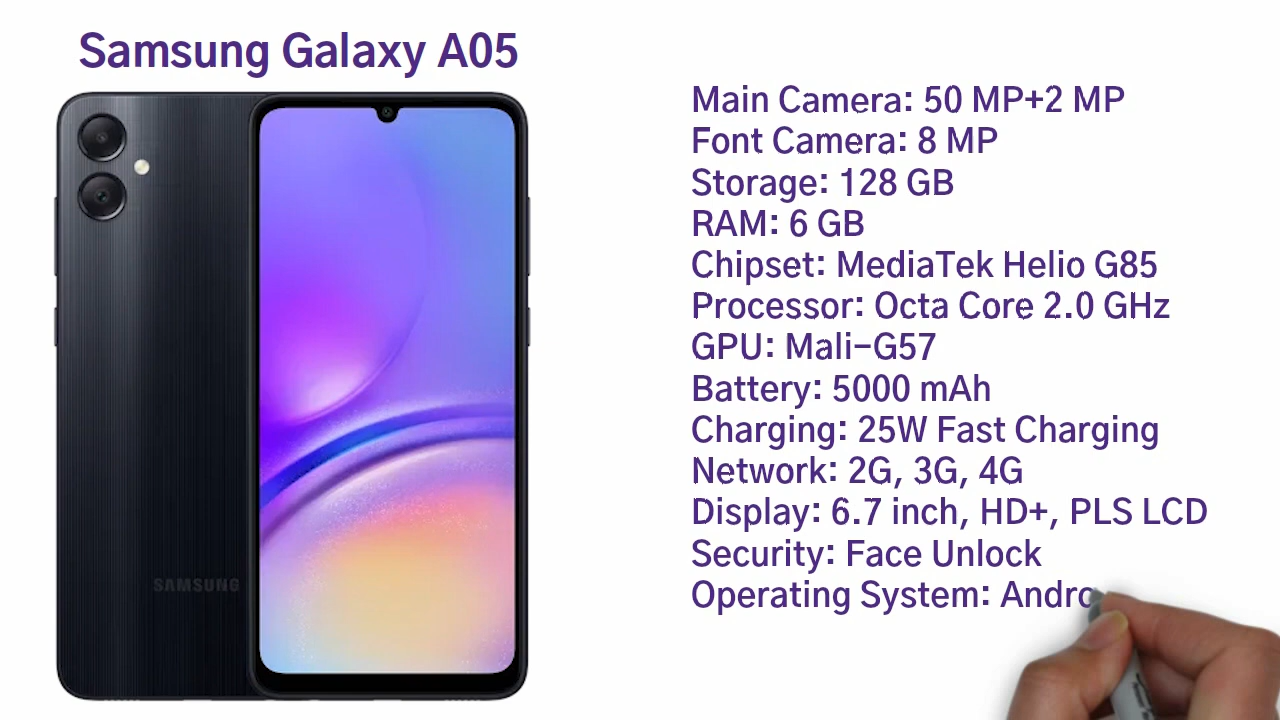 Samsung Galaxy A05
Main Camera: 50 MP+2 MP
Font Camera: 8 MP
Storage: 128 GB
RAM: 6 GB
Chipset: MediaTek Helio G85
Processor: Octa Core 2.0 GHz
GPU: Mali-G57
Battery: 5000 mAh
Charging: 25W Fast Charging
Network: 2G, 3G, 4G
Display: 6.7 inch, HD+, PLS LCD
Security: Face Unlock
Operating System: Andro
SAMSUNG